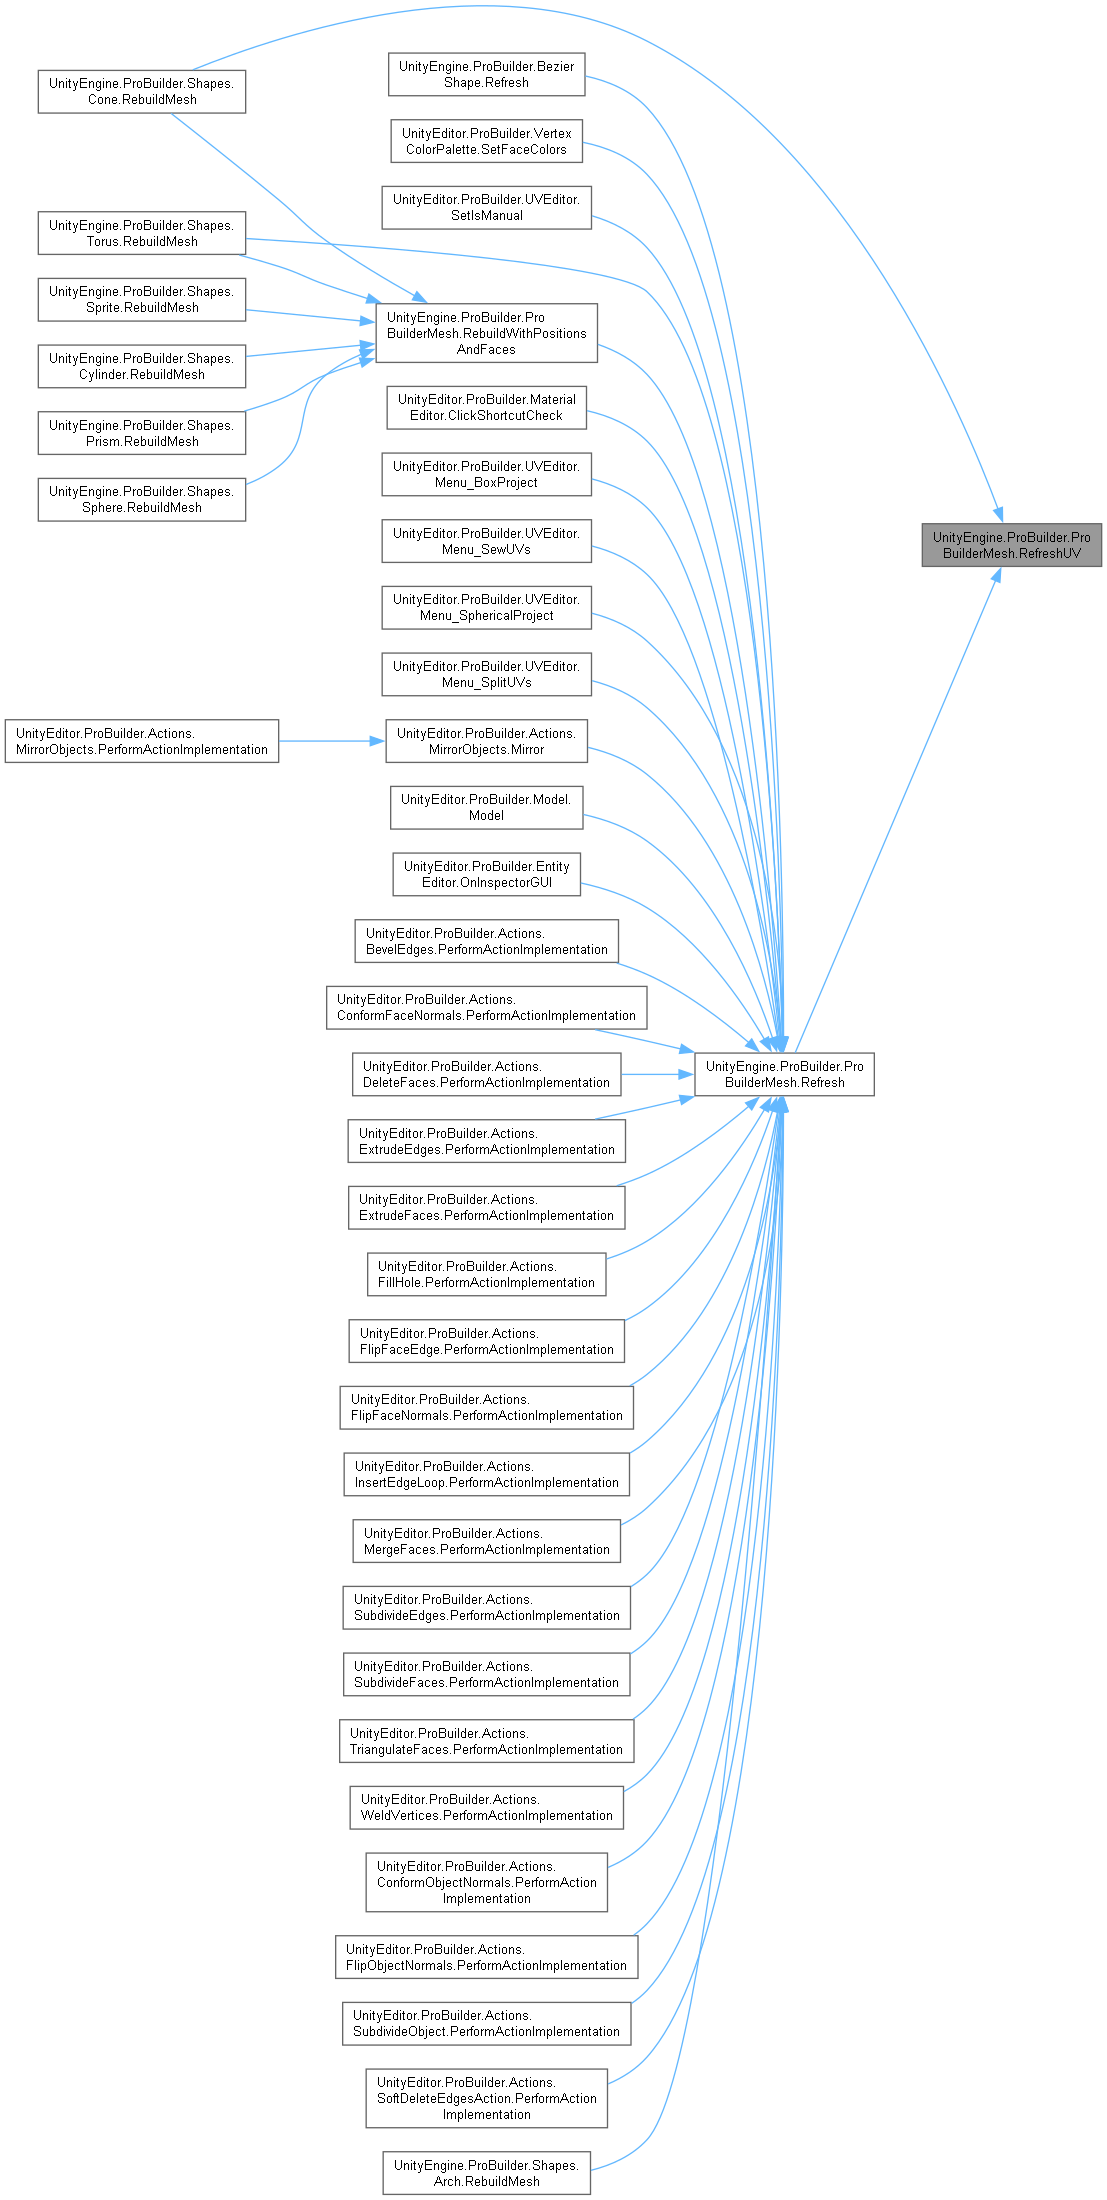 UnityEngine.ProBuilder.Shapes.
Cone.RebuildMesh
UnityEngine.ProBuilder.Shapes.
Torus.RebuildMesh
UnityEngine.ProBuilder.Shapes.
Sprite.RebuildMesh
UnityEngine.ProBuilder.Shapes.
Cylinder.RebuildMesh
UnityEngine.ProBuilder.Shapes.
Prism.RebuildMesh
UnityEngine.ProBuilder.Shapes.
Sphere.RebuildMesh
UnityEditor.ProBuilder.Actions.
MirrorObjects.PerformActionImplementation
UnityEngine.ProBuilder.Bezier
Shape.Refresh
UnityEditor.ProBuilder.Vertex
ColorPalette.SetFaceColors
UnityEditor.ProBuilder.UVEditor.
SetIsManual
UnityEngine.ProBuilder.Pro
BuilderMesh.RebuildWithPositions
AndFaces
UnityEditor.ProBuilder.Material
Editor.ClickShortcutCheck
UnityEditor.ProBuilder.UVEditor.
Menu_BoxProject
UnityEditor.ProBuilder.UVEditor.
Menu_SewUVs
UnityEditor.ProBuilder.UVEditor.
Menu_SphericalProject
UnityEditor.ProBuilder.UVEditor.
Menu_SplitUVs
UnityEditor.ProBuilder.Actions.
MirrorObjects.Mirror
UnityEditor.ProBuilder.Model.
Model
UnityEditor.ProBuilder.Entity
Editor.OnInspectorGUI
UnityEditor.ProBuilder.Actions.
BevelEdges.PerformActionImplementation
UnityEditor.ProBuilder.Actions.
ConformFaceNormals.PerformActionImplementation
UnityEditor.ProBuilder.Actions.
DeleteFaces.PerformActionImplementation
UnityEditor.ProBuilder.Actions.
ExtrudeEdges.PerformActionImplementation
UnityEditor.ProBuilder.Actions.
ExtrudeFaces.PerformActionImplementation
UnityEditor.ProBuilder.Actions.
FillHole.PerformActionImplementation
UnityEditor.ProBuilder.Actions.
FlipFaceEdge.PerformActionImplementation
UnityEditor.ProBuilder.Actions.
FlipFaceNormals.PerformActionImplementation
UnityEditor.ProBuilder.Actions.
InsertEdgeLoop.PerformActionImplementation
UnityEditor.ProBuilder.Actions.
MergeFaces.PerformActionImplementation
UnityEditor.ProBuilder.Actions.
SubdivideEdges.PerformActionImplementation
UnityEditor.ProBuilder.Actions.
SubdivideFaces.PerformActionImplementation
UnityEditor.ProBuilder.Actions.
TriangulateFaces.PerformActionImplementation
UnityEditor.ProBuilder.Actions.
WeldVertices.PerformActionImplementation
UnityEditor.ProBuilder.Actions.
ConformObjectNormals.PerformAction
Implementation
UnityEditor.ProBuilder.Actions.
FlipObjectNormals.PerformActionImplementation
UnityEditor.ProBuilder.Actions.
SubdivideObject.PerformActionImplementation
UnityEditor.ProBuilder.Actions.
SoftDeleteEdgesAction.PerformAction
Implementation
UnityEngine.ProBuilder.Shapes.
Arch.RebuildMesh
UnityEngine.ProBuilder.Pro
BuilderMesh.Refresh
UnityEngine.ProBuilder.Pro
BuilderMesh.RefreshUV